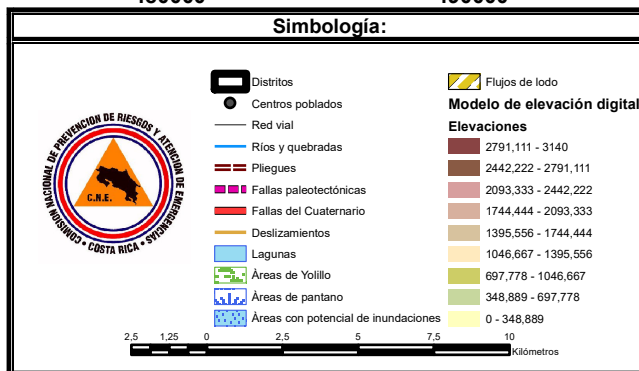 Simbología:
Distritos
Centros poblados
Red vial
Ríos y quebradas
Pliegues
Fallas paleotectónicas
Fallas del Cuaternario
Deslizamientos
Lagunas
Àreas de Yolillo
Àreas de pantano
Àreas con potencial de inundaciones
Flujos de lodo
Modelo de elevación digital
Elevaciones
2791,111 - 3140
2442,222 - 2791,111
2093,333 - 2442,222
1744,444 - 2093,333
1395,556 - 1744,444
1046,667 - 1395,556
697,778 - 1046,667
348,889 - 697,778
0 - 348,889
COMISION NACIONAL DE PREVENCION DE RIESGOS Y ATENCION DE EMERGENCIAS
• COSTA RICA •
C.N.E.
2,5 1,25 0 2,5 5 7,5 10
Kilómetros